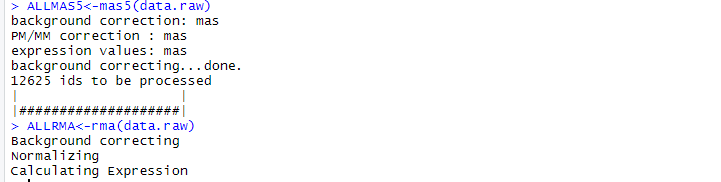 > ALLMAS5<-mas5(data.raw)
background correction: mas
PM/MM correction : mas
expression values: mas
background correcting...done.
12625 ids to be processed
|                    |
|####################|
> ALLRMA<-rma(data.raw)
Background correcting
Normalizing
Calculating Expression